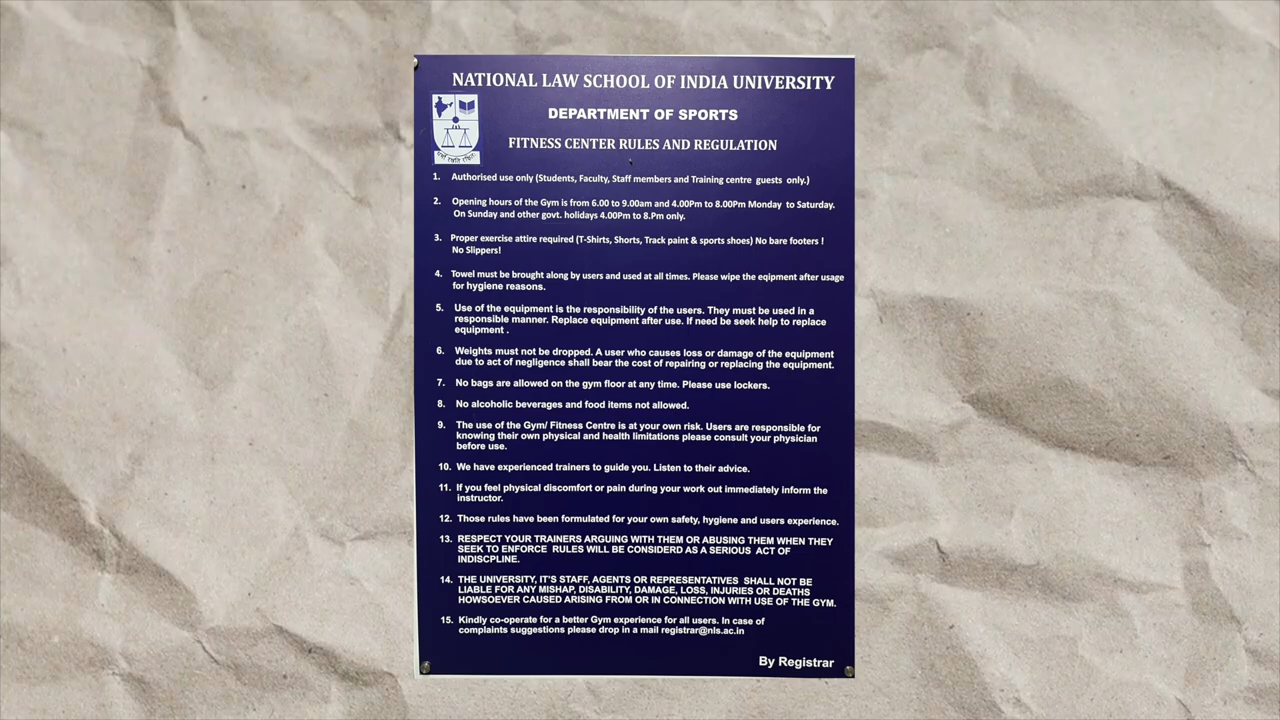 NATIONAL LAW SCHOOL OF INDIA UNIVERSITY
DEPARTMENT OF SPORTS
FITNESS CENTER RULES AND REGULATION
1. Authorised use only (Students, Faculty, Staff members and Training centre guests only.)
2. Opening hours of the Gym is from 6.00 to 9.00am and 4.00Pm to 8.00Pm Monday to Saturday.
On Sunday and other govt. holidays 4.00Pm to 8.Pm only.
3. Proper exercise attire required (T-Shirts, Shorts, Track paint & sports shoes) No bare footers !
No Slippers!
4. Towel must be brought along by users and used at all times. Please wipe the eqipment after usage
for hygiene reasons.
5. Use of the equipment is the responsibility of the users. They must be used in a
responsible manner. Replace equipment after use. If need be seek help to replace
equipment .
6. Weights must not be dropped. A user who causes loss or damage of the equipment
due to act of negligence shall bear the cost of repairing or replacing the equipment.
7. No bags are allowed on the gym floor at any time. Please use lockers.
8. No alcoholic beverages and food items not allowed.
9. The use of the Gym/ Fitness Centre is at your own risk. Users are responsible for
knowing their own physical and health limitations please consult your physician
before use.
10. We have experienced trainers to guide you. Listen to their advice.
11. If you feel physical discomfort or pain during your work out immediately inform the
instructor.
12. Those rules have been formulated for your own safety, hygiene and users experience.
13. RESPECT YOUR TRAINERS ARGUING WITH THEM OR ABUSING THEM WHEN THEY
SEEK TO ENFORCE RULES WILL BE CONSIDERD AS A SERIOUS ACT OF
INDISCPLINE.
14. THE UNIVERSITY, IT'S STAFF, AGENTS OR REPRESENTATIVES SHALL NOT BE
LIABLE FOR ANY MISHAP, DISABILITY, DAMAGE, LOSS, INJURIES OR DEATHS
HOWSOEVER CAUSED ARISING FROM OR IN CONNECTION WITH USE OF THE GYM.
15. Kindly co-operate for a better Gym experience for all users. In case of
complaints suggestions please drop in a mail registrar@nls.ac.in
By Registrar